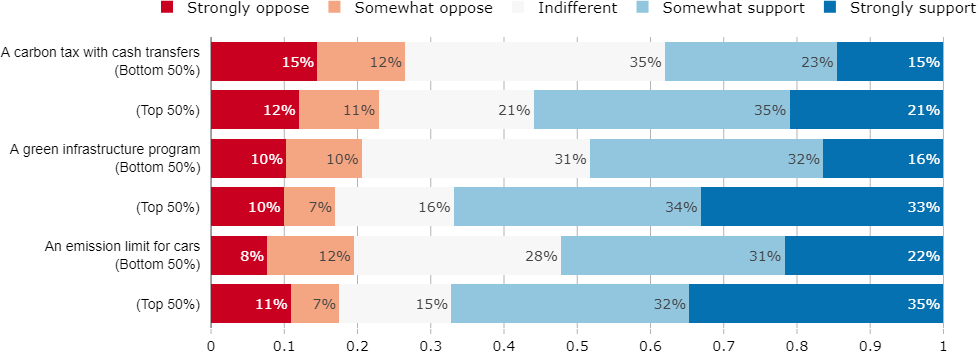 Strongly oppose Somewhat oppose Indifferent Somewhat support Strongly support
A carbon tax with cash transfers
(Bottom 50%)
15% 12% 35% 23% 15%
(Top 50%)
12% 11% 21% 35% 21%
A green infrastructure program
(Bottom 50%)
10% 10% 31% 32% 16%
(Top 50%)
10% 7% 16% 34% 33%
An emission limit for cars
(Bottom 50%)
8% 12% 28% 31% 22%
(Top 50%)
11% 7% 15% 32% 35%
0 0.1 0.2 0.3 0.4 0.5 0.6 0.7 0.8 0.9 1